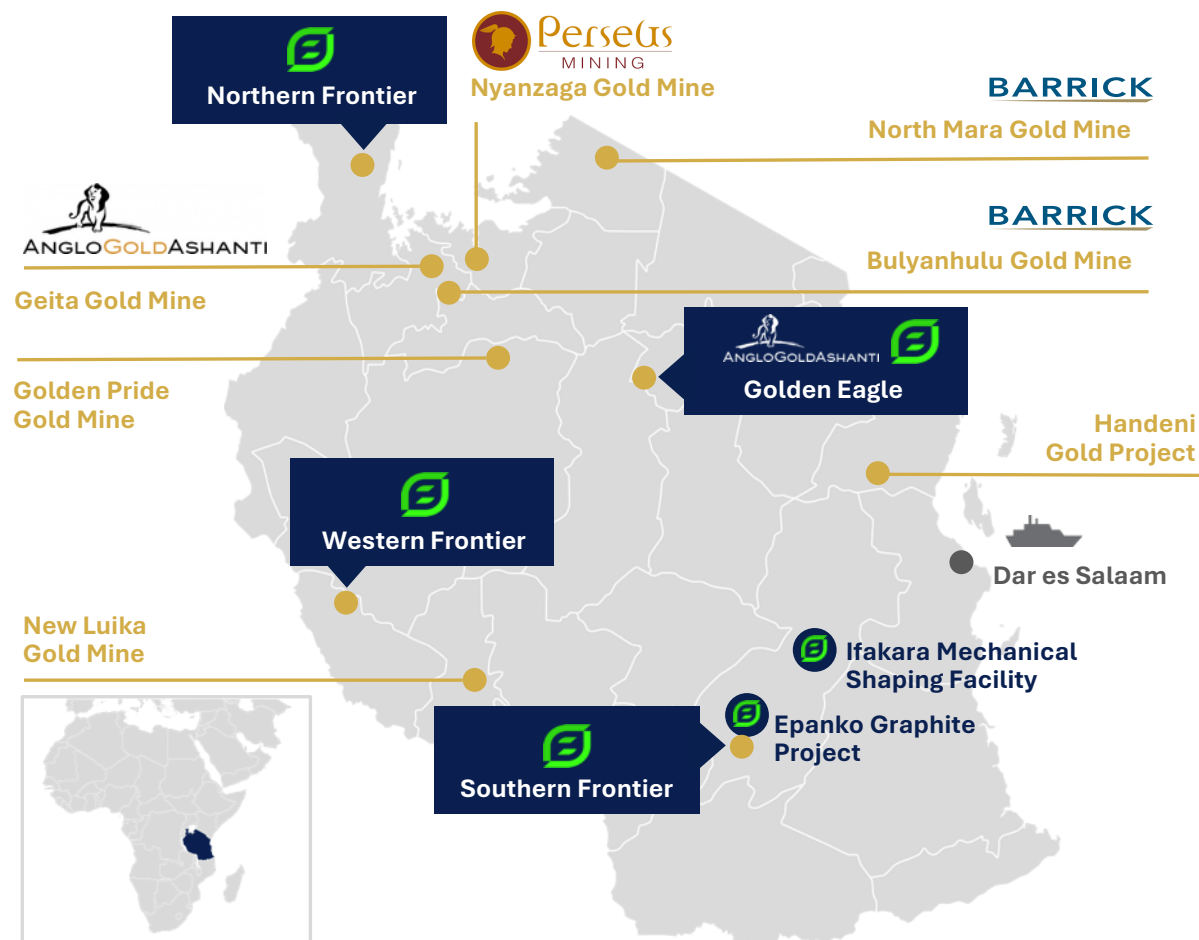 Northern Frontier
Perseus
MINING
Nyanzaga Gold Mine
BARRICK
North Mara Gold Mine
ANGLOGOLDASHANTI
Geita Gold Mine
BARRICK
Bulyanhulu Gold Mine
ANGLOGOLDASHANTI
Golden Eagle
Golden Pride
Gold Mine
Handeni
Gold Project
Western Frontier
Dar es Salaam
New Luika
Gold Mine
Ifakara Mechanical
Shaping Facility
Epanko Graphite
Project
Southern Frontier